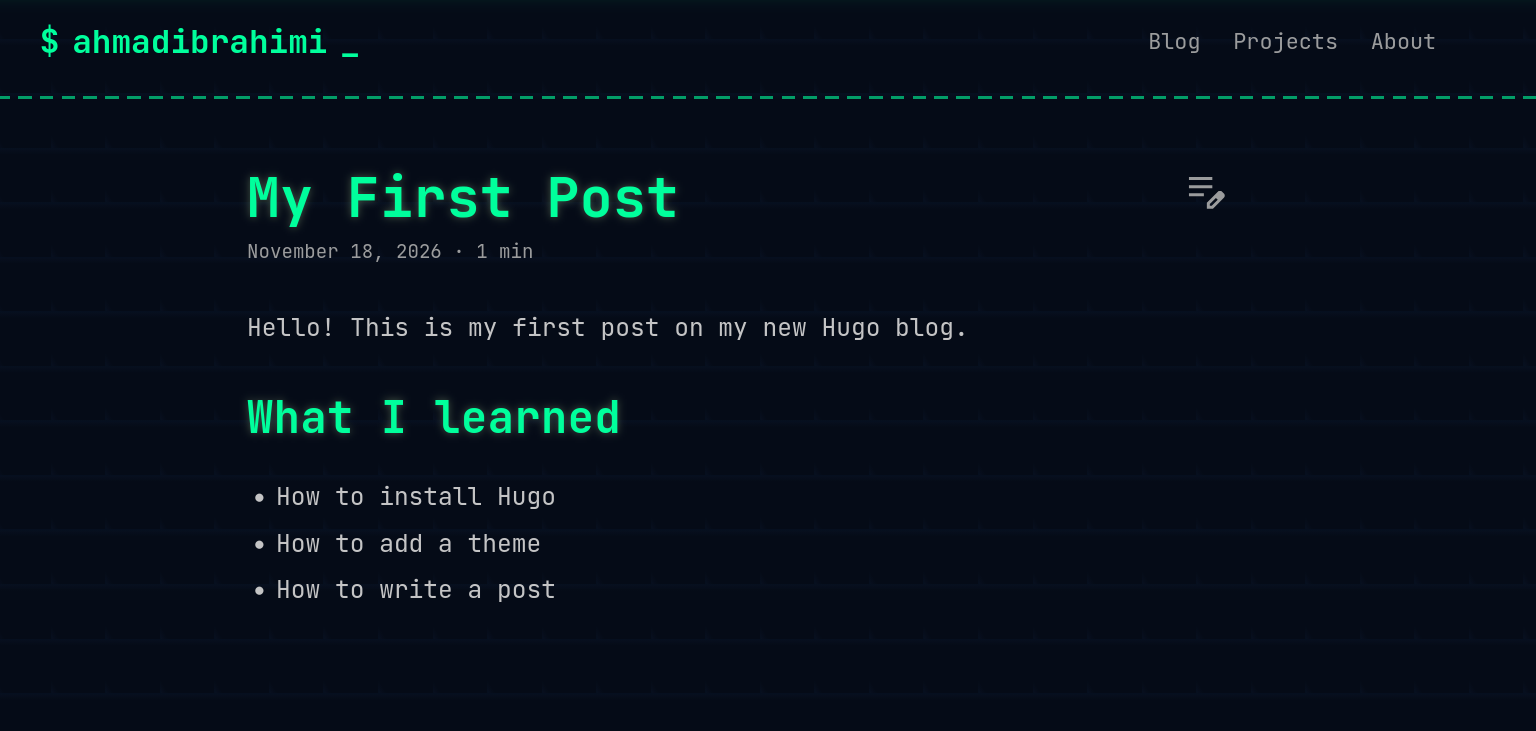 $ ahmadibrahimi _
Blog Projects About
My First Post
November 18, 2026 · 1 min
Hello! This is my first post on my new Hugo blog.
What I learned
• How to install Hugo
• How to add a theme
• How to write a post